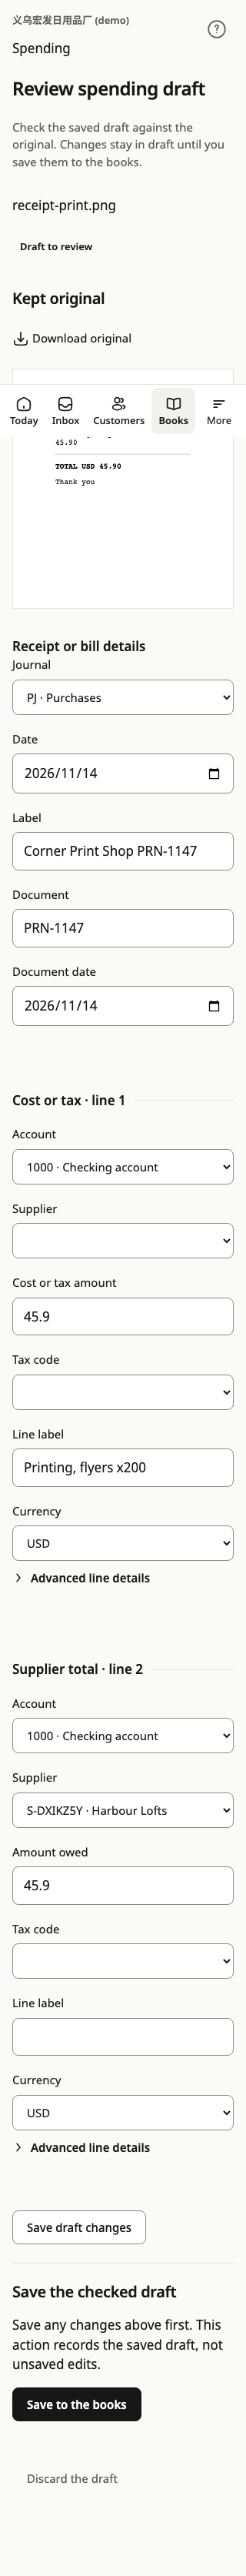 义乌宏发日用品厂 (demo)
Spending
Review spending draft
Check the saved draft against the
original. Changes stay in draft until you
save them to the books.
receipt-print.png
Draft to review
Kept original
Download original
Today
Inbox
Customers
Books
More
45.90
TOTAL USD 45.90
Thank you
Receipt or bill details
Journal
PJ · Purchases
Date
2026/11/14
Label
Corner Print Shop PRN-1147
Document
PRN-1147
Document date
2026/11/14
Cost or tax · line 1
Account
1000 · Checking account
Supplier
Cost or tax amount
45.9
Tax code
Line label
Printing, flyers x200
Currency
USD
Advanced line details
Supplier total · line 2
Account
1000 · Checking account
Supplier
S-DXIKZ5Y · Harbour Lofts
Amount owed
45.9
Tax code
Line label
Currency
USD
Advanced line details
Save draft changes
Save the checked draft
Save any changes above first. This
action records the saved draft, not
unsaved edits.
Save to the books
Discard the draft